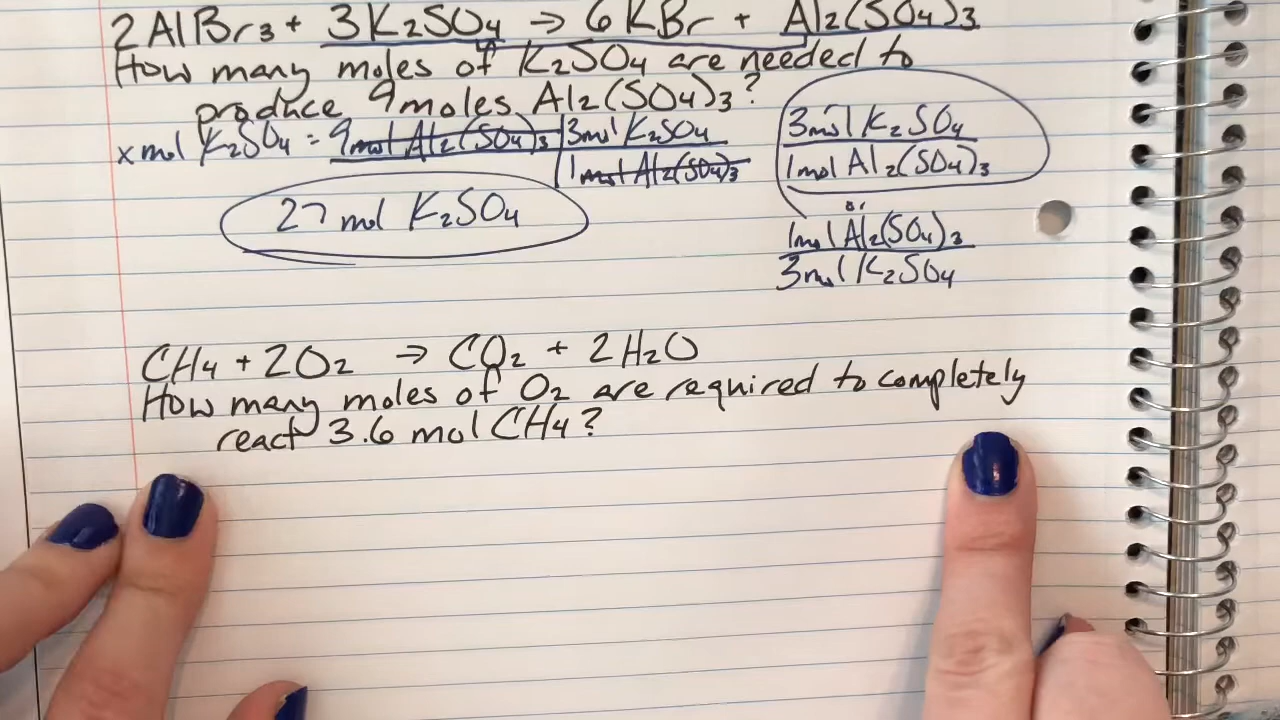 2AlBr₃ + 3K₂SO₄ → 6KBr + Al₂(SO₄)₃
How many moles of K₂SO₄ are needed to
produce 9 moles Al₂(SO₄)₃?
x mol K₂SO₄ = 9 mol Al₂(SO₄)₃ | 3 mol K₂SO₄
1 mol Al₂(SO₄)₃
27 mol K₂SO₄
3 mol K₂SO₄
1 mol Al₂(SO₄)₃
or
1 mol Al₂(SO₄)₃
3 mol K₂SO₄
CH₄ + 2O₂ → CO₂ + 2H₂O
How many moles of O₂ are required to completely
react 3.6 mol CH₄?